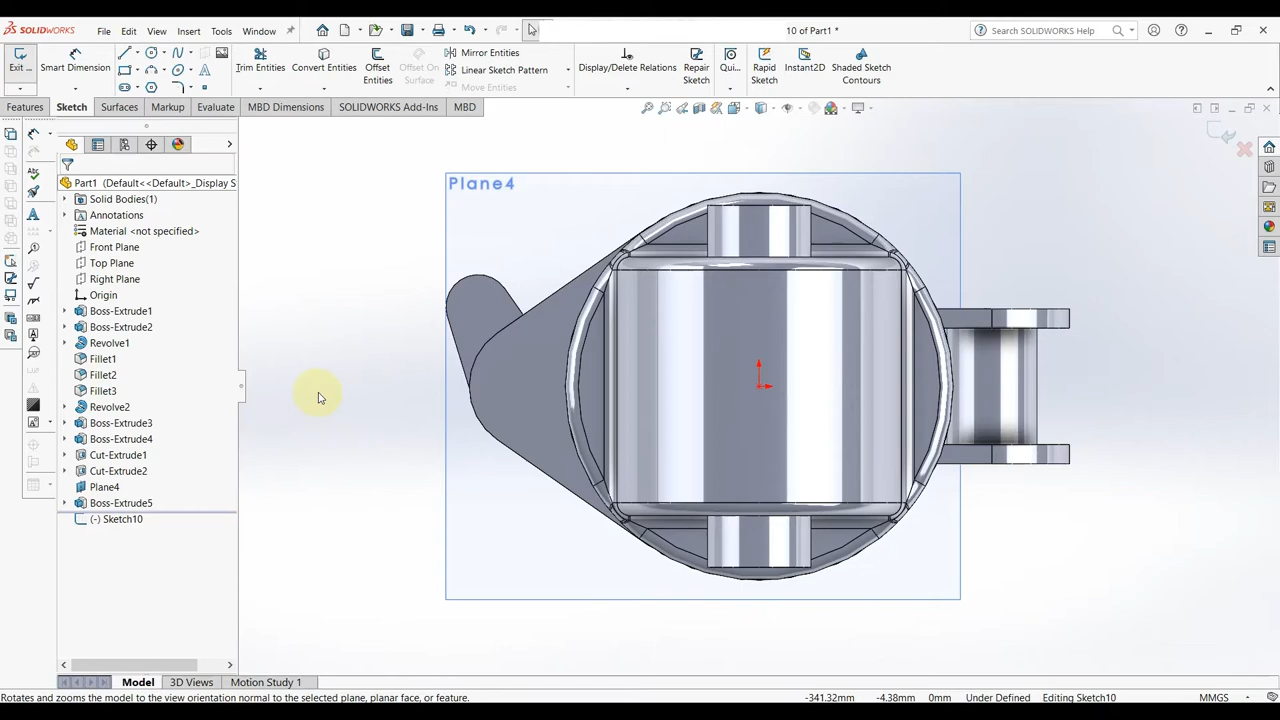 SOLIDWORKS
File Edit View Insert Tools Window
10 of Part1 *
Search SOLIDWORKS Help
Exit ...
Smart Dimension
Trim Entities
Convert Entities
Offset Entities
Offset On Surface
Mirror Entities
Linear Sketch Pattern
Move Entities
Display/Delete Relations
Repair Sketch
Qui...
Rapid Sketch
Instant2D
Shaded Sketch Contours
Features Sketch Surfaces Markup Evaluate MBD Dimensions SOLIDWORKS Add-Ins MBD
Part1 (Default<<Default>_Display S
Solid Bodies(1)
Annotations
Material <not specified>
Front Plane
Top Plane
Right Plane
Origin
Boss-Extrude1
Boss-Extrude2
Revolve1
Fillet1
Fillet2
Fillet3
Revolve2
Boss-Extrude3
Boss-Extrude4
Cut-Extrude1
Cut-Extrude2
Plane4
Boss-Extrude5
(-) Sketch10
Plane4
Model 3D Views Motion Study 1
Rotates and zooms the model to the view orientation normal to the selected plane, planar face, or feature.
-341.32mm -4.38mm 0mm Under Defined Editing Sketch10 MMGS